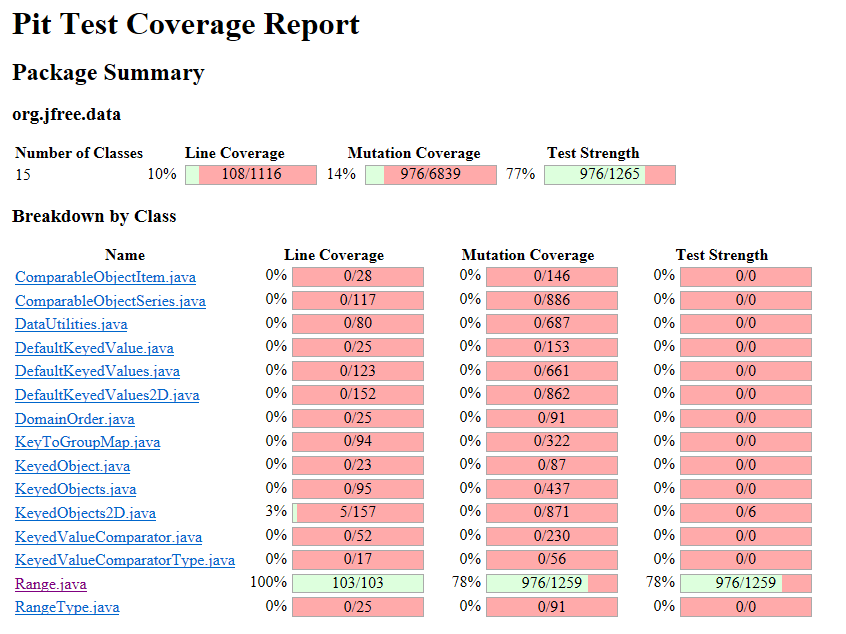 Pit Test Coverage Report
Package Summary
org.jfree.data
Number of Classes Line Coverage Mutation Coverage Test Strength
15 10% 108/1116 14% 976/6839 77% 976/1265
Breakdown by Class
Name Line Coverage Mutation Coverage Test Strength
ComparableObjectItem.java 0% 0/28 0% 0/146 0% 0/0
ComparableObjectSeries.java 0% 0/117 0% 0/886 0% 0/0
DataUtilities.java 0% 0/80 0% 0/687 0% 0/0
DefaultKeyedValue.java 0% 0/25 0% 0/153 0% 0/0
DefaultKeyedValues.java 0% 0/123 0% 0/661 0% 0/0
DefaultKeyedValues2D.java 0% 0/152 0% 0/862 0% 0/0
DomainOrder.java 0% 0/25 0% 0/91 0% 0/0
KeyToGroupMap.java 0% 0/94 0% 0/322 0% 0/0
KeyedObject.java 0% 0/23 0% 0/87 0% 0/0
KeyedObjects.java 0% 0/95 0% 0/437 0% 0/0
KeyedObjects2D.java 3% 5/157 0% 0/871 0% 0/6
KeyedValueComparator.java 0% 0/52 0% 0/230 0% 0/0
KeyedValueComparatorType.java 0% 0/17 0% 0/56 0% 0/0
Range.java 100% 103/103 78% 976/1259 78% 976/1259
RangeType.java 0% 0/25 0% 0/91 0% 0/0